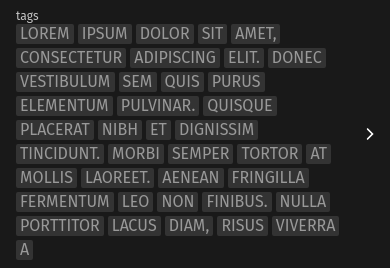 tags
LOREM IPSUM DOLOR SIT AMET,
CONSECTETUR ADIPISCING ELIT. DONEC
VESTIBULUM SEM QUIS PURUS
ELEMENTUM PULVINAR. QUISQUE
PLACERAT NIBH ET DIGNISSIM
TINCIDUNT. MORBI SEMPER TORTOR AT
MOLLIS LAOREET. AENEAN FRINGILLA
FERMENTUM LEO NON FINIBUS. NULLA
PORTTITOR LACUS DIAM, RISUS VIVERRA
A